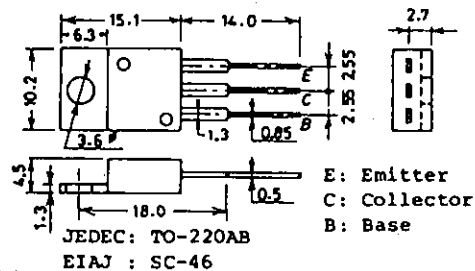 15.1
14.0
2.7
6.3
10.2
E
2.55
C
2.55
B
3.6ø
1.3
0.85
4.5
1.3
0.5
18.0
E: Emitter
C: Collector
B: Base
JEDEC: TO-220AB
EIAJ : SC-46